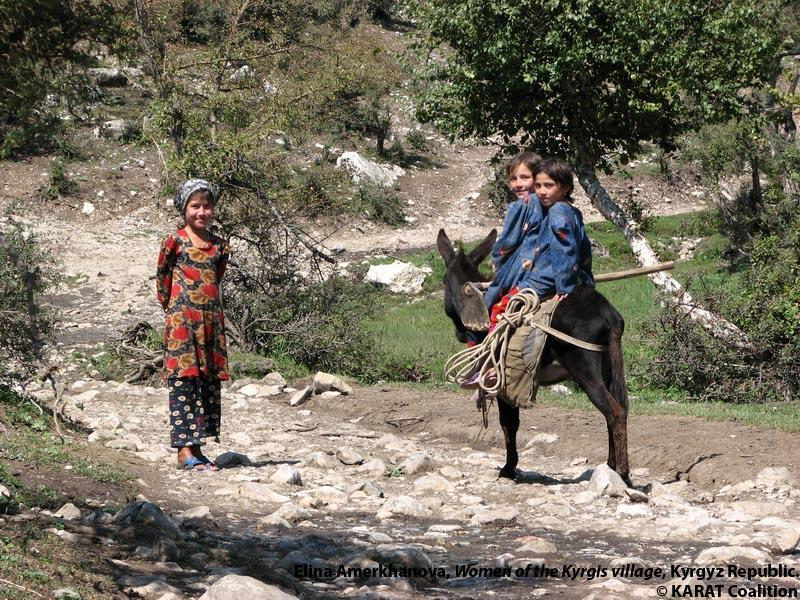 Elina Amerkhanova, Women of the Kyrgis village, Kyrgyz Republic.
© KARAT Coalition